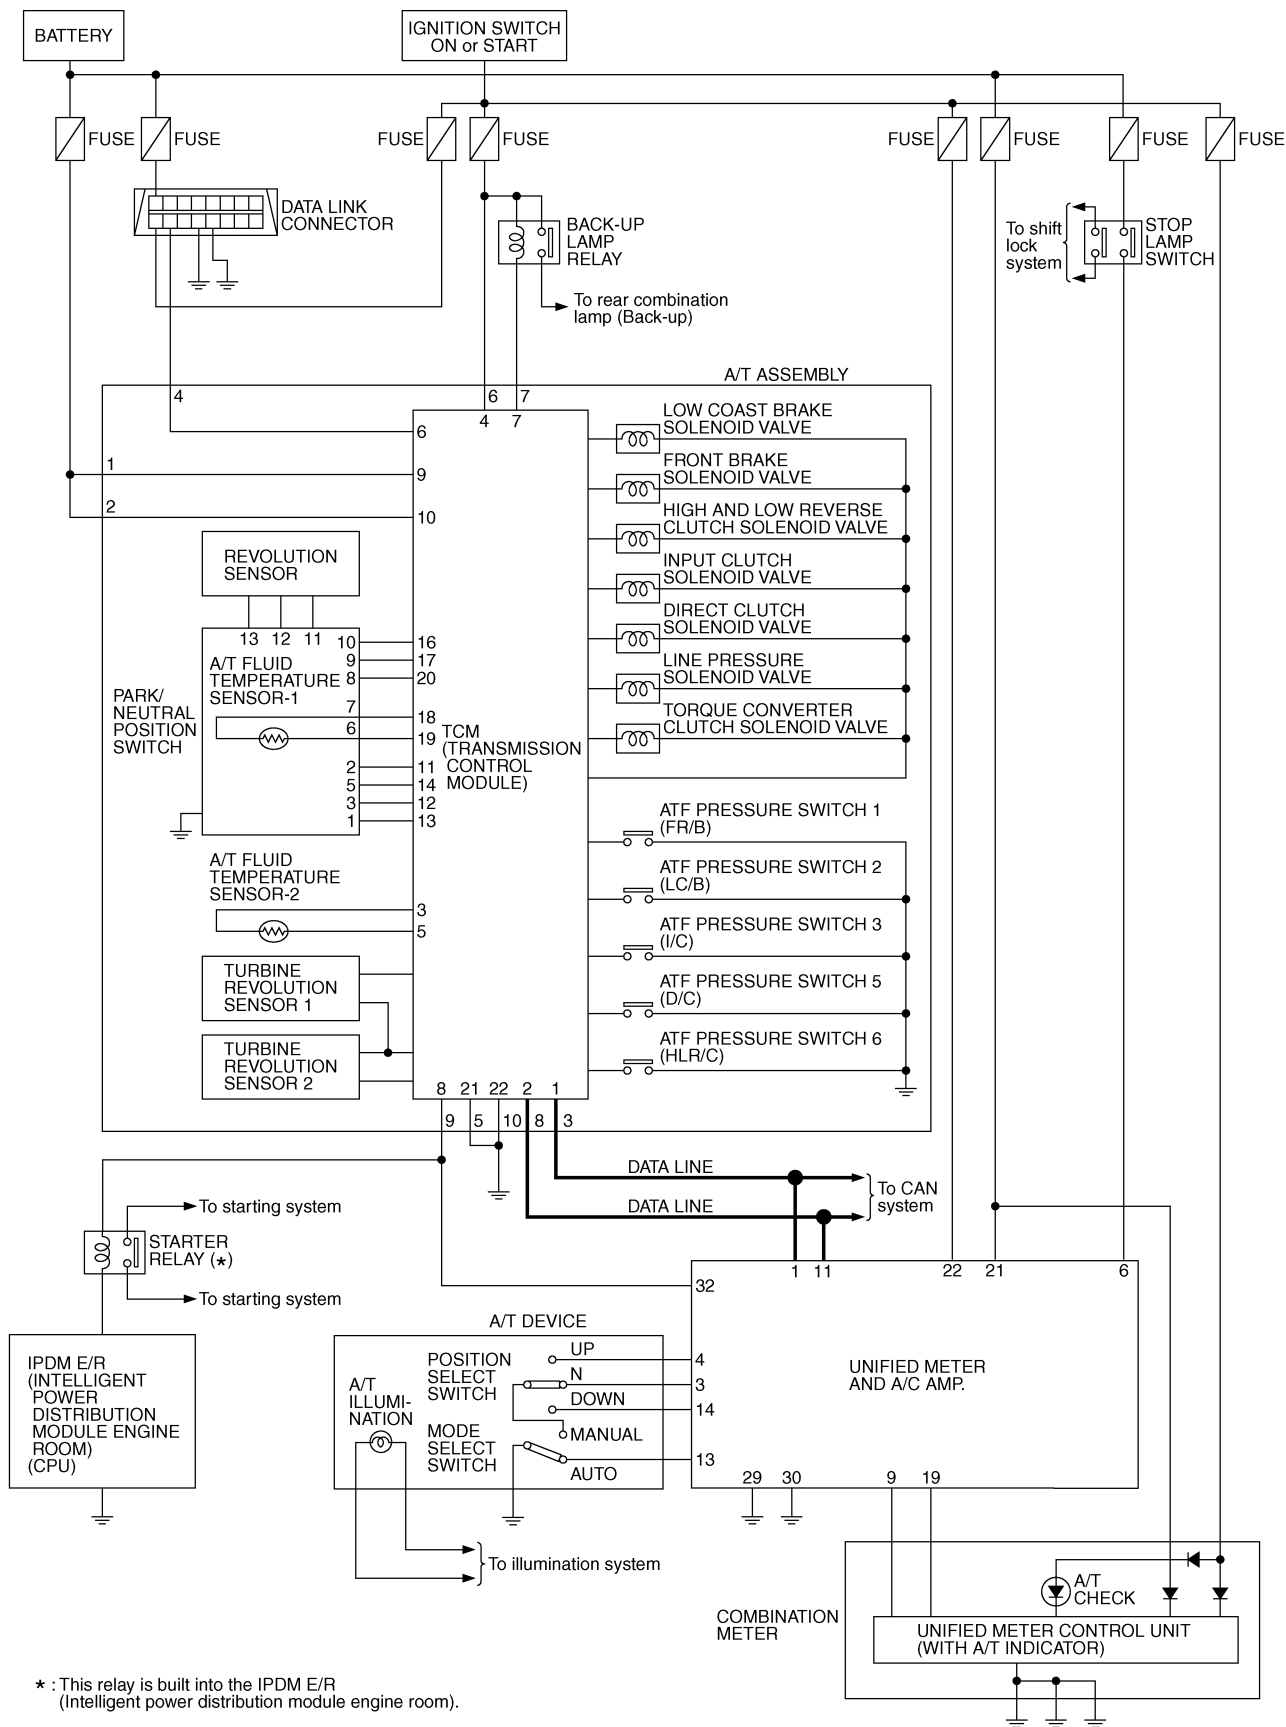 BATTERY
IGNITION SWITCH
ON or START
FUSE
FUSE
FUSE
FUSE
FUSE
FUSE
FUSE
FUSE
DATA LINK
CONNECTOR
BACK-UP
LAMP
RELAY
To rear combination
lamp (Back-up)
To shift
lock
system
STOP
LAMP
SWITCH
A/T ASSEMBLY
4
6
7
4
7
6
1
9
2
10
LOW COAST BRAKE
SOLENOID VALVE
FRONT BRAKE
SOLENOID VALVE
HIGH AND LOW REVERSE
CLUTCH SOLENOID VALVE
INPUT CLUTCH
SOLENOID VALVE
DIRECT CLUTCH
SOLENOID VALVE
LINE PRESSURE
SOLENOID VALVE
TORQUE CONVERTER
CLUTCH SOLENOID VALVE
REVOLUTION
SENSOR
13 12 11
10 16
9 17
8 20
7 18
6 19
2 11
5 14
3 12
1 13
A/T FLUID
TEMPERATURE
SENSOR-1
PARK/
NEUTRAL
POSITION
SWITCH
TCM
(TRANSMISSION
CONTROL
MODULE)
A/T FLUID
TEMPERATURE
SENSOR-2
3
5
TURBINE
REVOLUTION
SENSOR 1
TURBINE
REVOLUTION
SENSOR 2
ATF PRESSURE SWITCH 1
(FR/B)
ATF PRESSURE SWITCH 2
(LC/B)
ATF PRESSURE SWITCH 3
(I/C)
ATF PRESSURE SWITCH 5
(D/C)
ATF PRESSURE SWITCH 6
(HLR/C)
8 21 22 2 1
9 5 10 8 3
DATA LINE
DATA LINE
To CAN
system
To starting system
STARTER
RELAY (*)
To starting system
1 11 22 21 6
32
4
3
14
13
29 30 9 19
UNIFIED METER
AND A/C AMP.
A/T DEVICE
POSITION
SELECT
SWITCH
UP
N
DOWN
MANUAL
AUTO
MODE
SELECT
SWITCH
A/T
ILLUMI-
NATION
To illumination system
IPDM E/R
(INTELLIGENT
POWER
DISTRIBUTION
MODULE ENGINE
ROOM)
(CPU)
A/T
CHECK
COMBINATION
METER
UNIFIED METER CONTROL UNIT
(WITH A/T INDICATOR)
* : This relay is built into the IPDM E/R
(Intelligent power distribution module engine room).